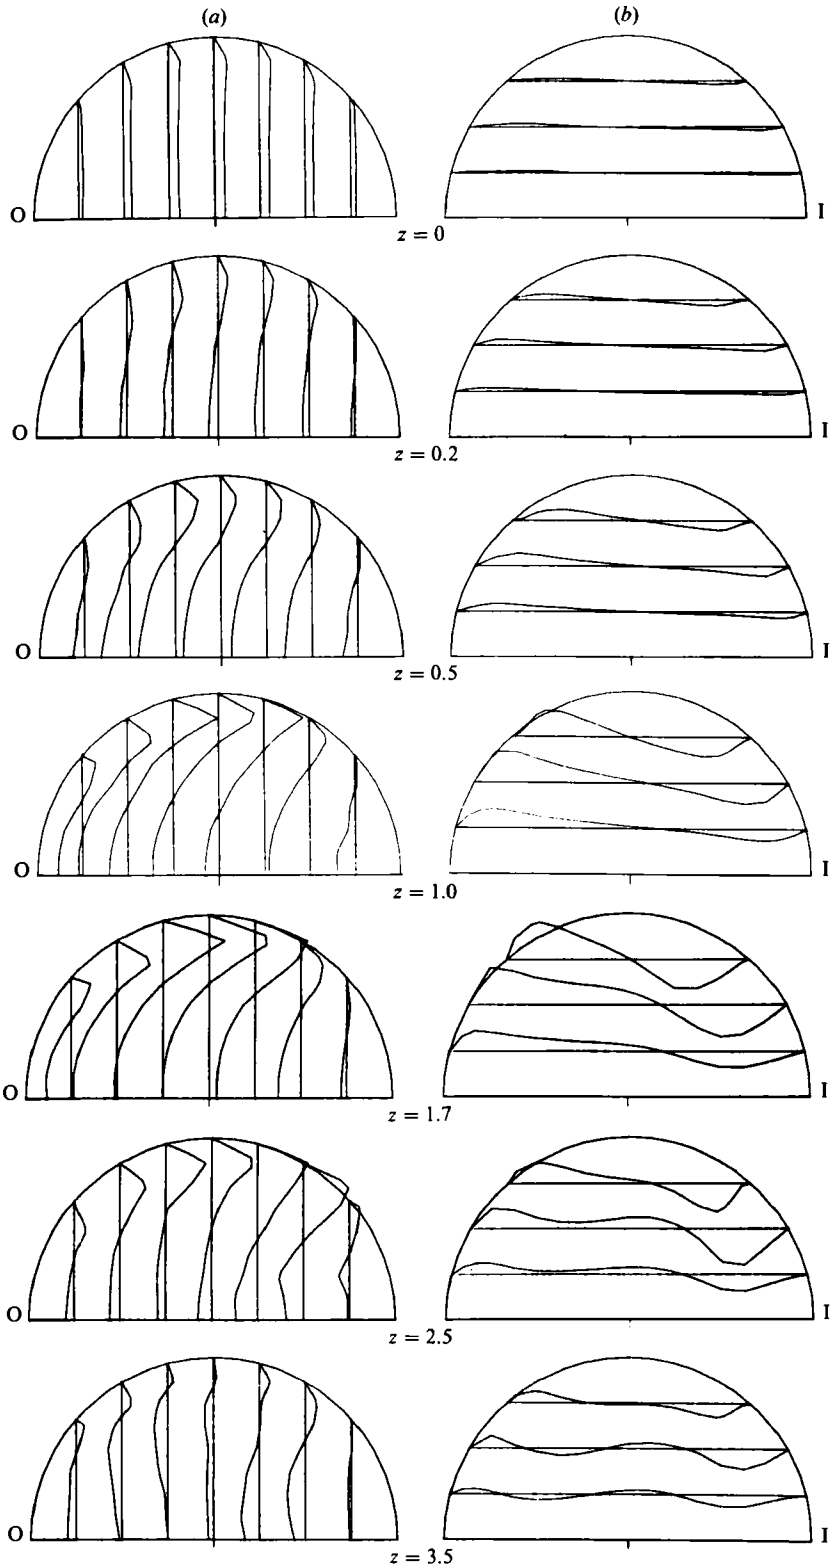 (a) (b)
O I
z = 0
O I
z = 0.2
O I
z = 0.5
O I
z = 1.0
O I
z = 1.7
O I
z = 2.5
O I
z = 3.5